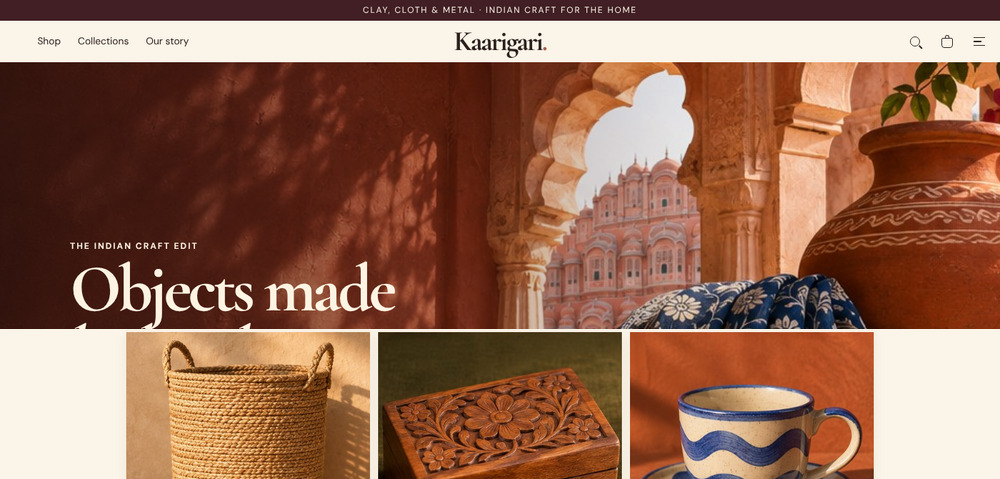 CLAY, CLOTH & METAL · INDIAN CRAFT FOR THE HOME
Shop Collections Our story
Kaarigari.
THE INDIAN CRAFT EDIT
Objects made